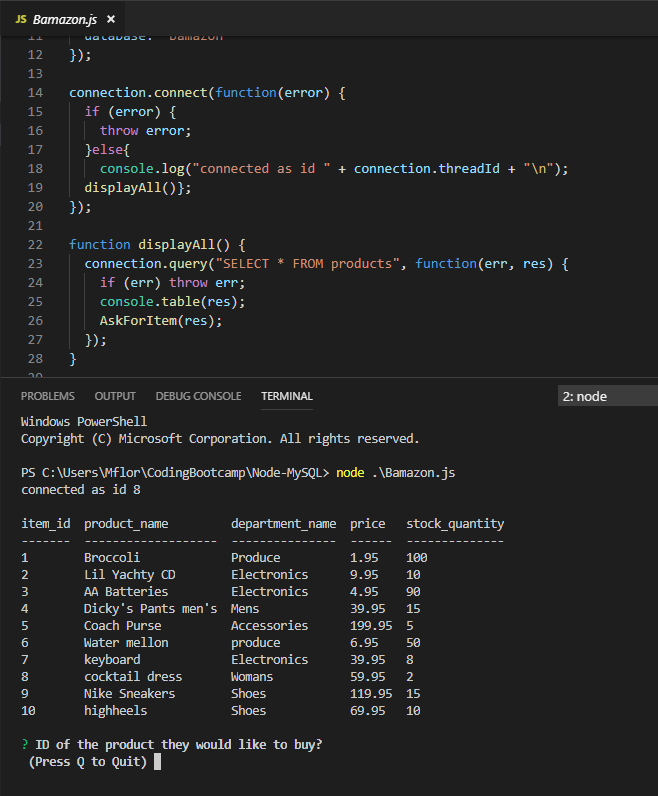 JS Bamazon.js ×
11 database: "Bamazon"
12 });
13
14 connection.connect(function(error) {
15 if (error) {
16 throw error;
17 }else{
18 console.log("connected as id " + connection.threadId + "\n");
19 displayAll()};
20 });
21
22 function displayAll() {
23 connection.query("SELECT * FROM products", function(err, res) {
24 if (err) throw err;
25 console.table(res);
26 AskForItem(res);
27 });
28 }
29
PROBLEMS OUTPUT DEBUG CONSOLE TERMINAL 2: node
Windows PowerShell
Copyright (C) Microsoft Corporation. All rights reserved.
PS C:\Users\Mflor\CodingBootcamp\Node-MySQL> node .\Bamazon.js
connected as id 8
item_id product_name department_name price stock_quantity
------- ------------------- --------------- ------ --------------
1 Broccoli Produce 1.95 100
2 Lil Yachty CD Electronics 9.95 10
3 AA Batteries Electronics 4.95 90
4 Dicky's Pants men's Mens 39.95 15
5 Coach Purse Accessories 199.95 5
6 Water mellon produce 6.95 50
7 keyboard Electronics 39.95 8
8 cocktail dress Womans 59.95 2
9 Nike Sneakers Shoes 119.95 15
10 highheels Shoes 69.95 10
? ID of the product they would like to buy?
(Press Q to Quit)